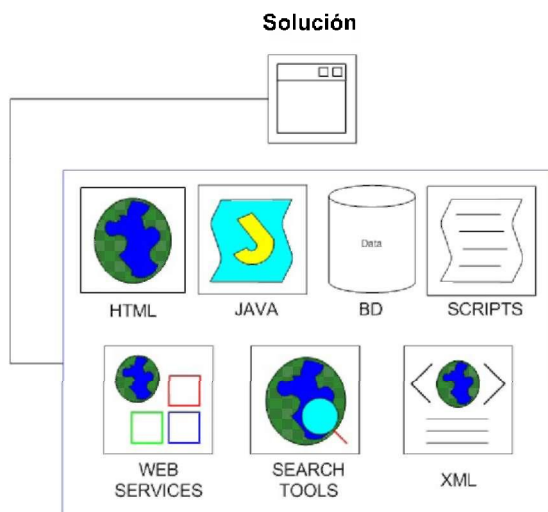 Solución
Data
HTML
JAVA
BD
SCRIPTS
WEB
SERVICES
SEARCH
TOOLS
XML